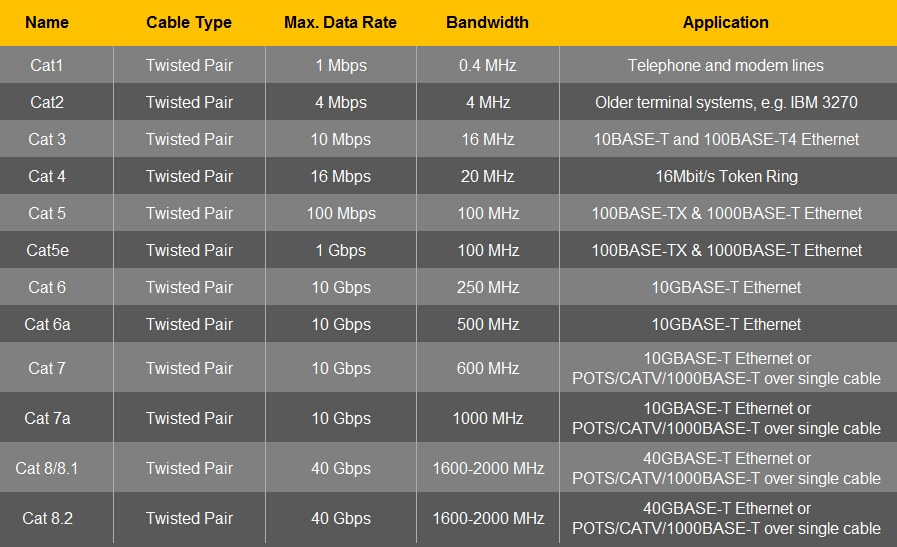 Name Cable Type Max. Data Rate Bandwidth Application
Cat1 Twisted Pair 1 Mbps 0.4 MHz Telephone and modem lines
Cat2 Twisted Pair 4 Mbps 4 MHz Older terminal systems, e.g. IBM 3270
Cat 3 Twisted Pair 10 Mbps 16 MHz 10BASE-T and 100BASE-T4 Ethernet
Cat 4 Twisted Pair 16 Mbps 20 MHz 16Mbit/s Token Ring
Cat 5 Twisted Pair 100 Mbps 100 MHz 100BASE-TX & 1000BASE-T Ethernet
Cat5e Twisted Pair 1 Gbps 100 MHz 100BASE-TX & 1000BASE-T Ethernet
Cat 6 Twisted Pair 10 Gbps 250 MHz 10GBASE-T Ethernet
Cat 6a Twisted Pair 10 Gbps 500 MHz 10GBASE-T Ethernet
Cat 7 Twisted Pair 10 Gbps 600 MHz 10GBASE-T Ethernet or
POTS/CATV/1000BASE-T over single cable
Cat 7a Twisted Pair 10 Gbps 1000 MHz 10GBASE-T Ethernet or
POTS/CATV/1000BASE-T over single cable
Cat 8/8.1 Twisted Pair 40 Gbps 1600-2000 MHz 40GBASE-T Ethernet or
POTS/CATV/1000BASE-T over single cable
Cat 8.2 Twisted Pair 40 Gbps 1600-2000 MHz 40GBASE-T Ethernet or
POTS/CATV/1000BASE-T over single cable